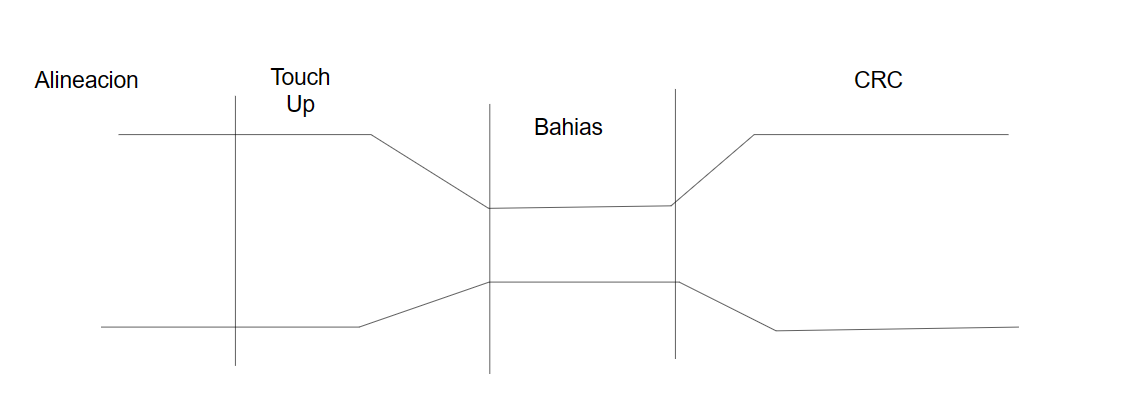 Alineacion
Touch
Up
Bahias
CRC